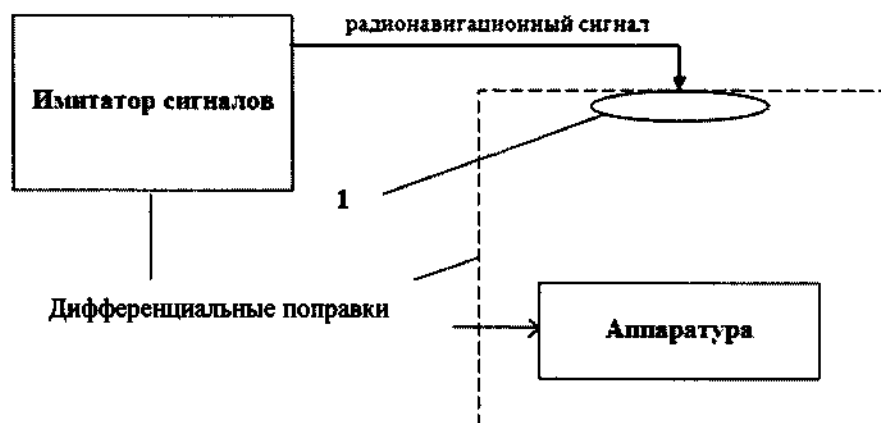 радионавигационный сигнал
Имитатор сигналов
1
Дифференциальные поправки
Аппаратура